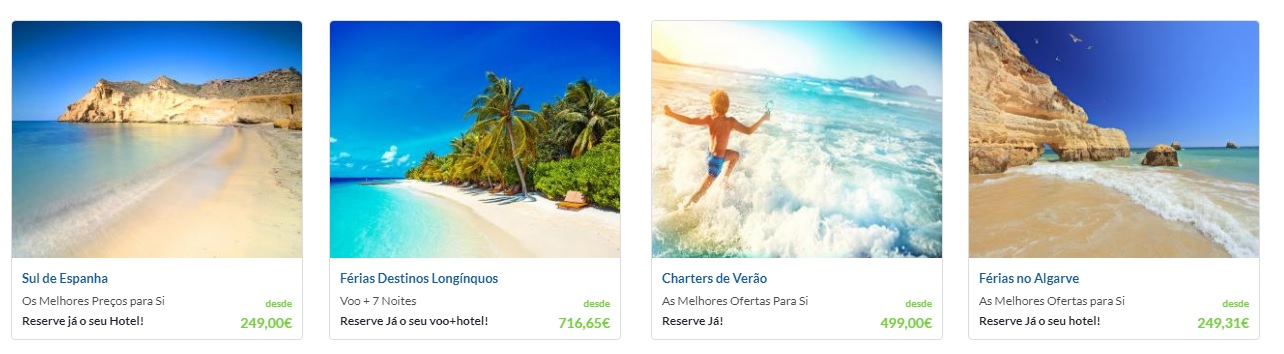 Sul de Espanha
Os Melhores Preços para Si
desde
Reserve já o seu Hotel!
249,00€
Férias Destinos Longínquos
Voo + 7 Noites
desde
Reserve Já o seu voo+hotel!
716,65€
Charters de Verão
As Melhores Ofertas Para Si
desde
Reserve Já!
499,00€
Férias no Algarve
As Melhores Ofertas para Si
desde
Reserve Já o seu hotel!
249,31€